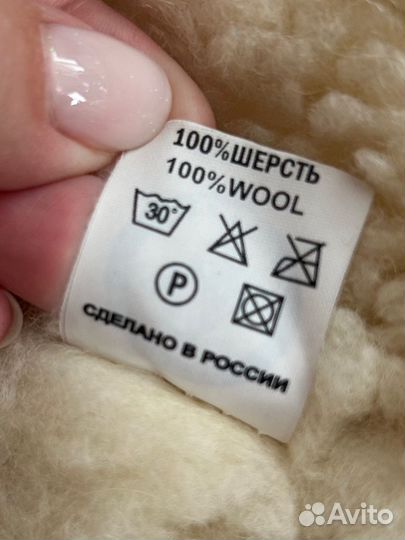 100%ШЕРСТЬ
100%WOOL
30°
P
СДЕЛАНО В РОССИИ
Avito